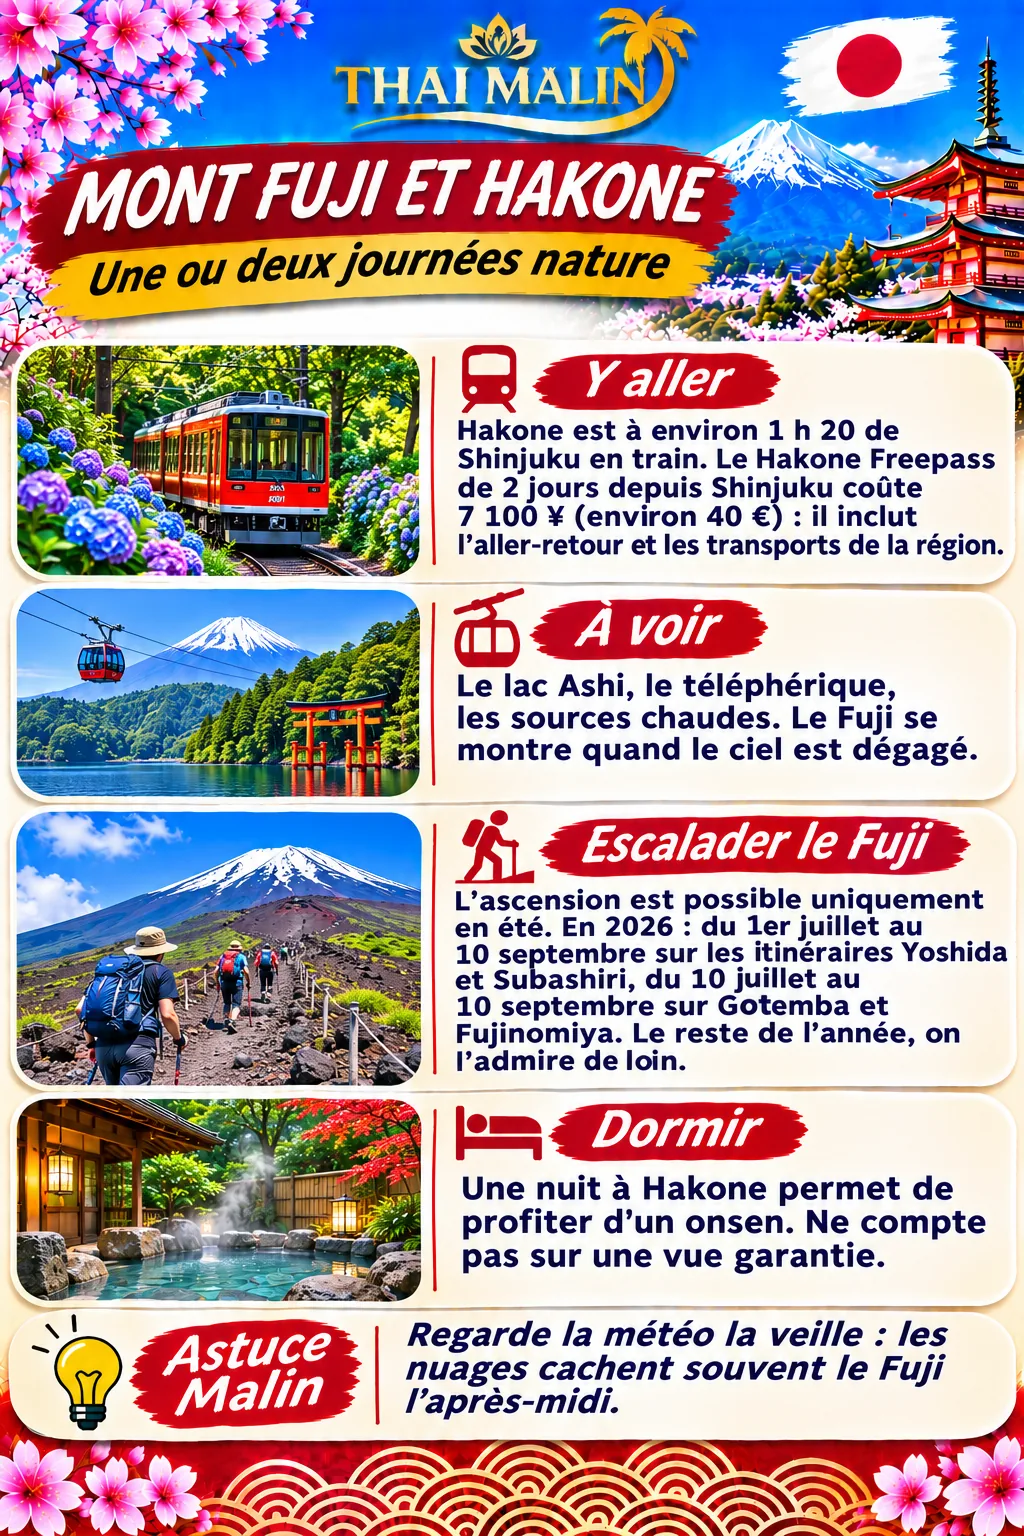 THAI MALIN
MONT FUJI ET HAKONE
Une ou deux journées nature
Y aller
Hakone est à environ 1 h 20 de
Shinjuku en train. Le Hakone Freepass
de 2 jours depuis Shinjuku coûte
7 100 ¥ (environ 40 €) : il inclut
l'aller-retour et les transports de la région.
À voir
Le lac Ashi, le téléphérique,
les sources chaudes. Le Fuji se
montre quand le ciel est dégagé.
Escalader le Fuji
L'ascension est possible uniquement
en été. En 2026 : du 1er juillet au
10 septembre sur les itinéraires Yoshida
et Subashiri, du 10 juillet au
10 septembre sur Gotemba et
Fujinomiya. Le reste de l'année, on
l'admire de loin.
Dormir
Une nuit à Hakone permet de
profiter d'un onsen. Ne compte
pas sur une vue garantie.
Astuce
Malin
Regarde la météo la veille : les
nuages cachent souvent le Fuji
l'après-midi.